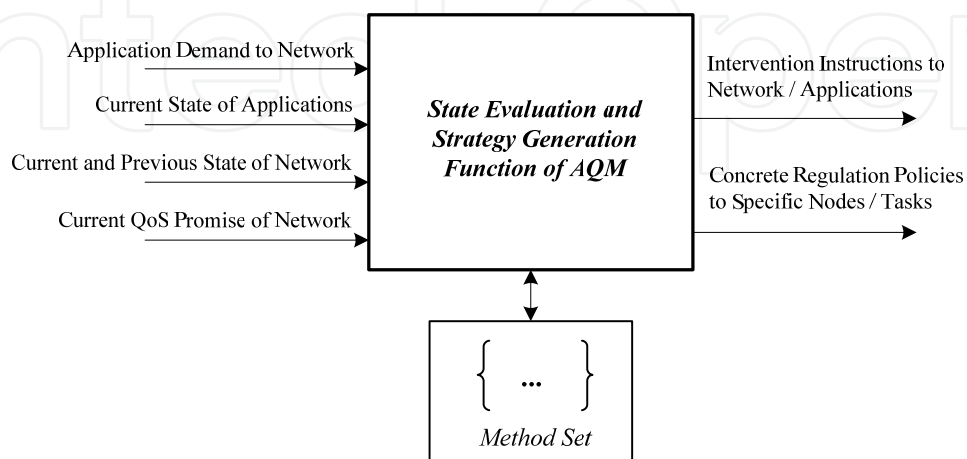 Application Demand to Network
Current State of Applications
Current and Previous State of Network
Current QoS Promise of Network
State Evaluation and
Strategy Generation
Function of AQM
Intervention Instructions to
Network / Applications
Concrete Regulation Policies
to Specific Nodes / Tasks
{ ... }
Method Set